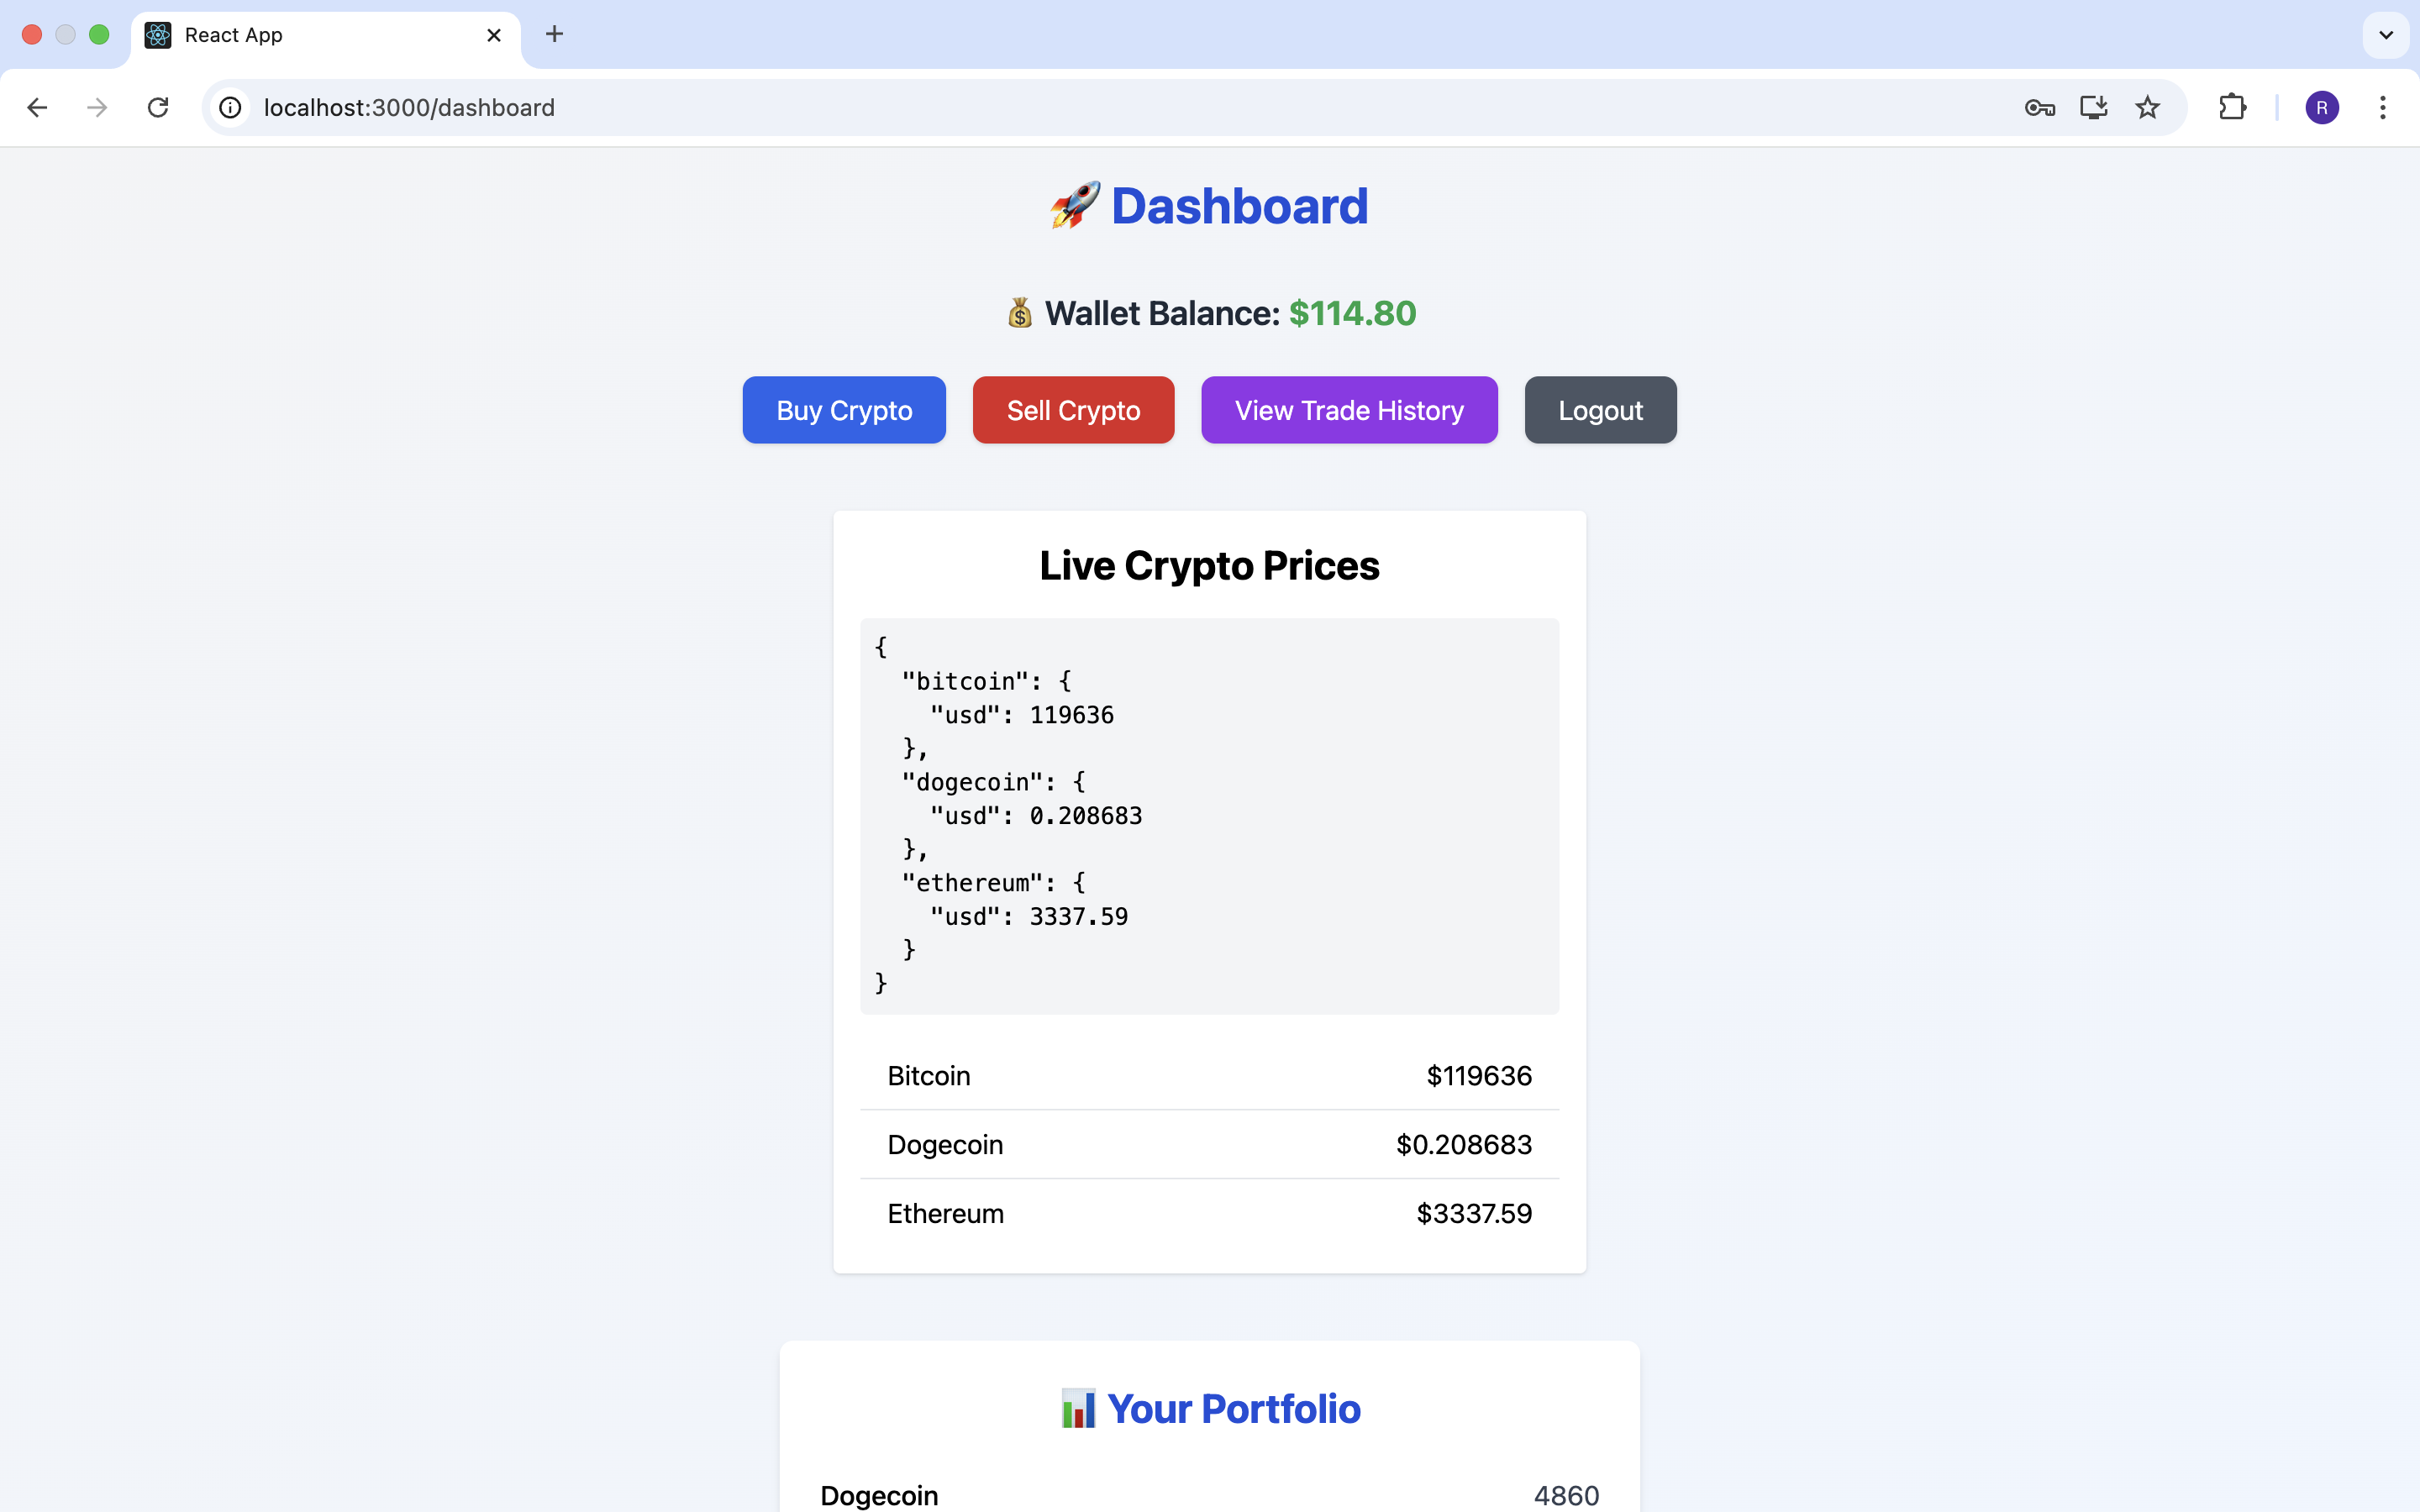 React App
localhost:3000/dashboard
R
🚀 Dashboard
💰 Wallet Balance: $114.80
Buy Crypto
Sell Crypto
View Trade History
Logout
Live Crypto Prices
{
  "bitcoin": {
    "usd": 119636
  },
  "dogecoin": {
    "usd": 0.208683
  },
  "ethereum": {
    "usd": 3337.59
  }
}
Bitcoin $119636
Dogecoin $0.208683
Ethereum $3337.59
📊 Your Portfolio
Dogecoin 4860